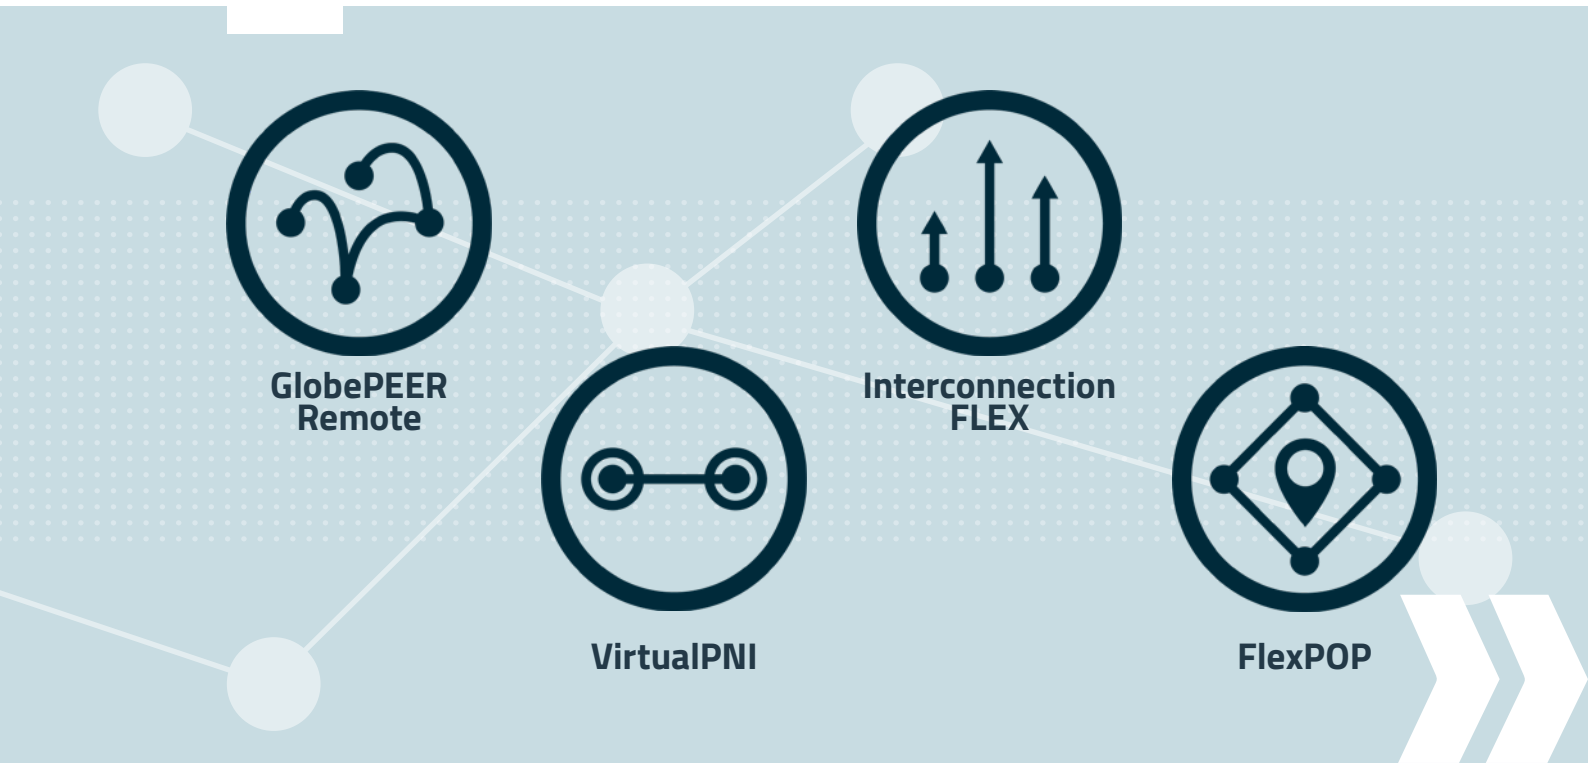 GlobePEER
Remote
Interconnection
FLEX
VirtualPNI
FlexPOP